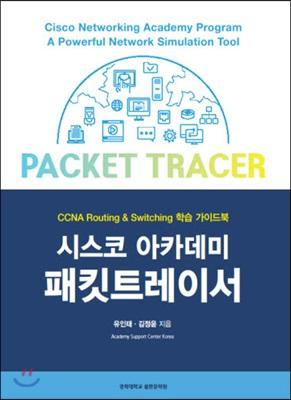 Cisco Networking Academy Program
A Powerful Network Simulation Tool
PACKET TRACER
CCNA Routing & Switching 학습 가이드북
시스코 아카데미
패킷트레이서
유인태 · 김정윤 지음
Academy Support Center Korea
경희대학교 출판문화원